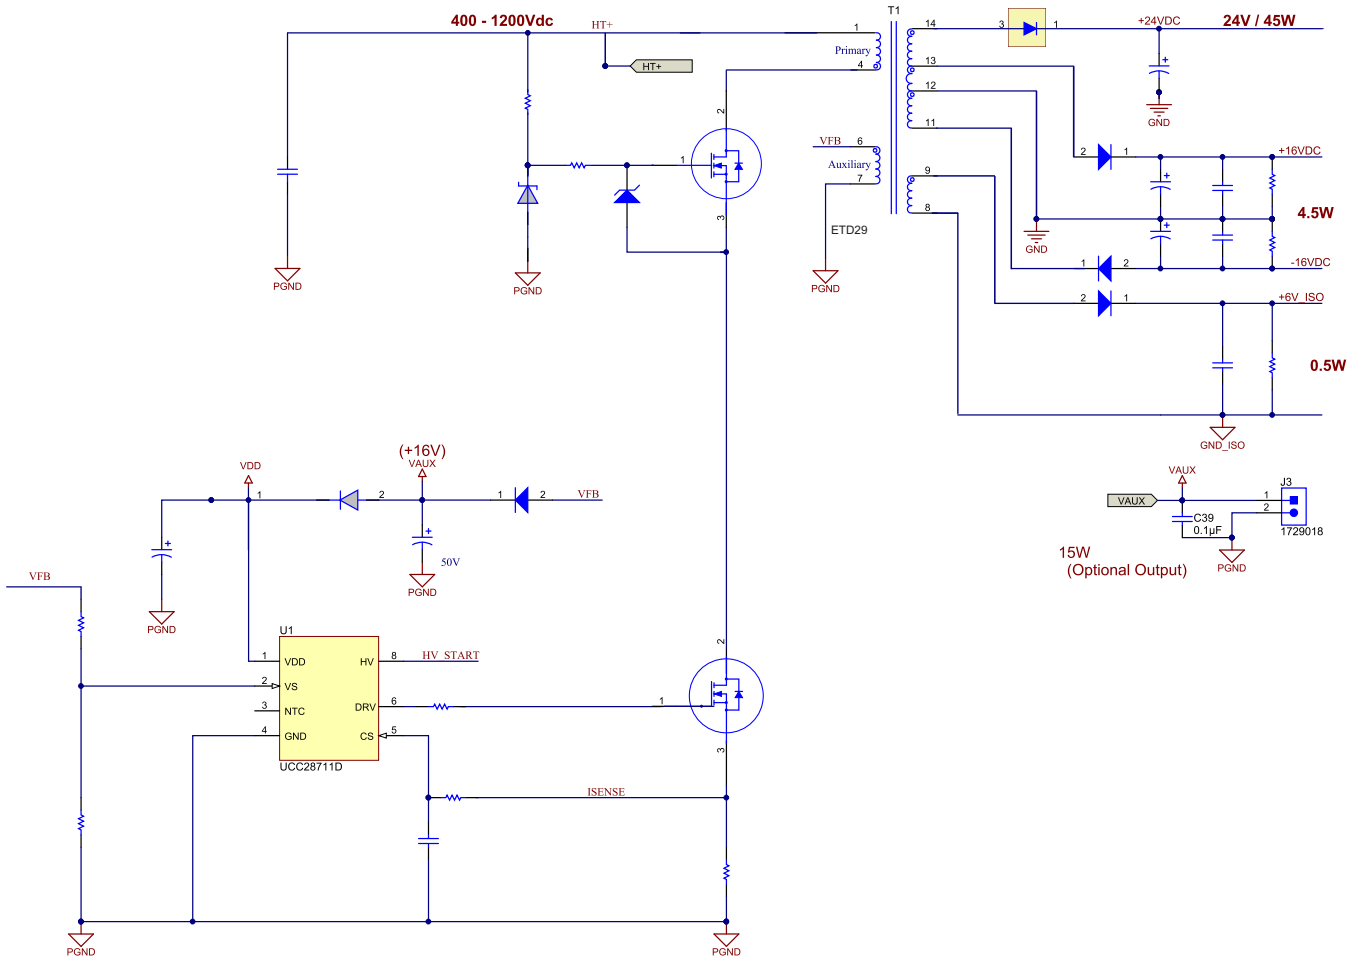 400 - 1200Vdc
HT+
HT+
T1
1
Primary
4
2
1
3
VFB
6
Auxiliary
7
ETD29
14
13
12
11
9
8
3
1
+24VDC
24V / 45W
GND
2
1
+16VDC
4.5W
GND
1
2
-16VDC
2
1
+6V_ISO
0.5W
GND_ISO
PGND
PGND
PGND
(+16V)
VDD
VAUX
1
2
1
2
VFB
+
+
50V
PGND
PGND
VFB
VAUX
VAUX
J3
1
2
C39
0.1µF
1729018
PGND
15W
(Optional Output)
U1
1
VDD
HV
8
HV_START
2
VS
3
NTC
DRV
6
4
GND
CS
5
UCC28711D
2
1
3
ISENSE
PGND
PGND
+
+
+